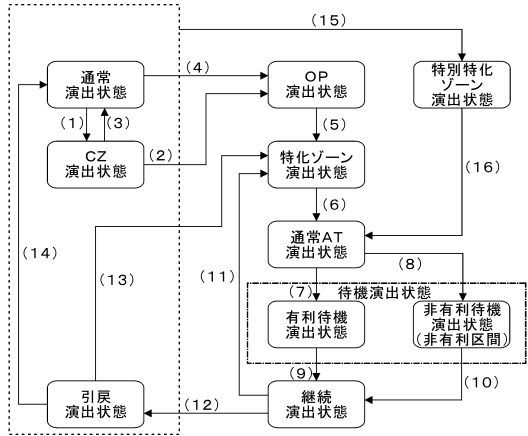 (15)
通常
演出状態
(4)
OP
演出状態
特別特化
ゾーン
演出状態
(1)
(3)
(5)
CZ
演出状態
(2)
特化ゾーン
演出状態
(16)
(6)
通常AT
演出状態
(14)
(13)
(11)
(8)
(7)
待機演出状態
有利待機
演出状態
非有利待機
演出状態
(非有利区間)
(9)
(10)
引戻
演出状態
(12)
継続
演出状態